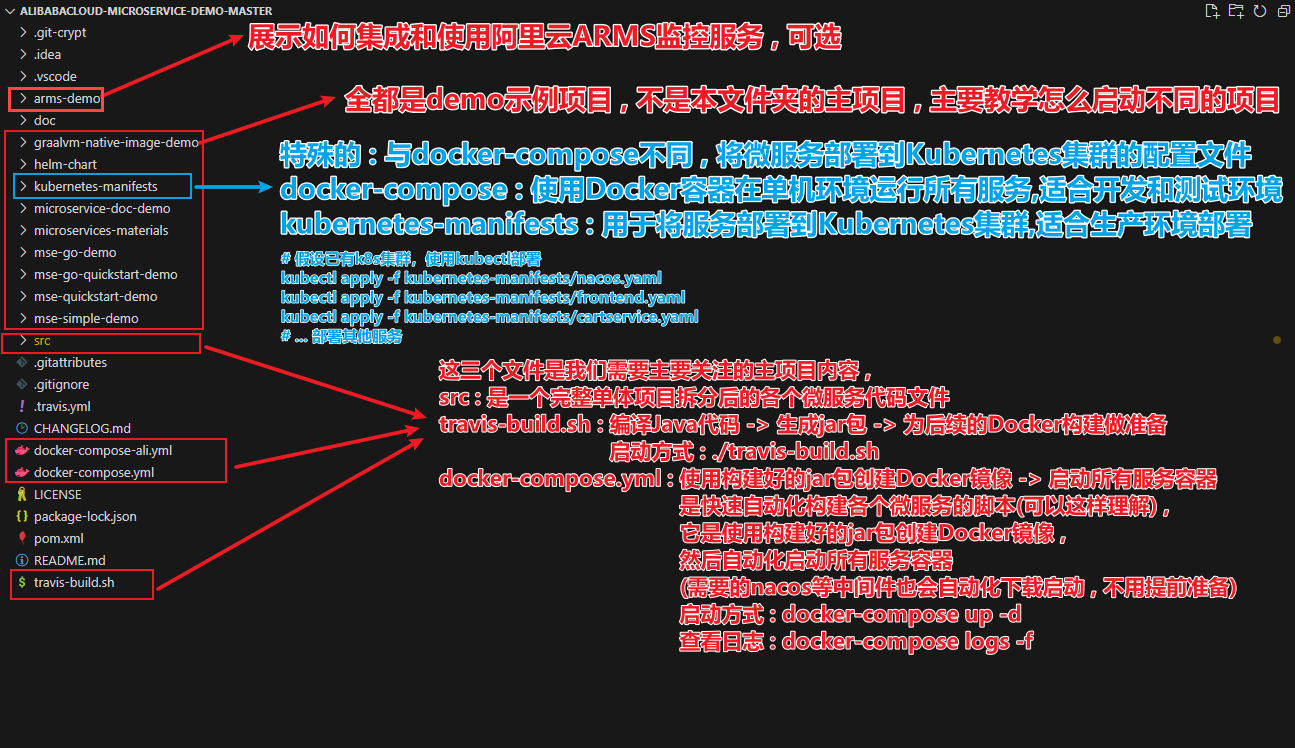 ALIBABACLOUD-MICROSERVICE-DEMO-MASTER
.git-crypt
.idea
.vscode
arms-demo
doc
graalvm-native-image-demo
helm-chart
kubernetes-manifests
microservice-doc-demo
microservices-materials
mse-go-demo
mse-go-quickstart-demo
mse-quickstart-demo
mse-simple-demo
src
.gitattributes
.gitignore
.travis.yml
CHANGELOG.md
docker-compose-ali.yml
docker-compose.yml
LICENSE
package-lock.json
pom.xml
README.md
travis-build.sh
展示如何集成和使用阿里云ARMS监控服务，可选
全都是demo示例项目，不是本文件夹的主项目，主要教学怎么启动不同的项目
特殊的：与docker-compose不同，将微服务部署到Kubernetes集群的配置文件
docker-compose：使用Docker容器在单机环境运行所有服务,适合开发和测试环境
kubernetes-manifests：用于将服务部署到Kubernetes集群,适合生产环境部署
# 假设已有k8s集群，使用kubectl部署
kubectl apply -f kubernetes-manifests/nacos.yaml
kubectl apply -f kubernetes-manifests/frontend.yaml
kubectl apply -f kubernetes-manifests/cartservice.yaml
# ... 部署其他服务
这三个文件是我们需要主要关注的主项目内容，
src：是一个完整单体项目拆分后的各个微服务代码文件
travis-build.sh：编译Java代码 -> 生成jar包 -> 为后续的Docker构建做准备
启动方式：./travis-build.sh
docker-compose.yml：使用构建好的jar包创建Docker镜像 -> 启动所有服务容器
是快速自动化构建各个微服务的脚本(可以这样理解)，
它是使用构建好的jar包创建Docker镜像，
然后自动化启动所有服务容器
(需要的nacos等中间件也会自动化下载启动，不用提前准备)
启动方式：docker-compose up -d
查看日志：docker-compose logs -f